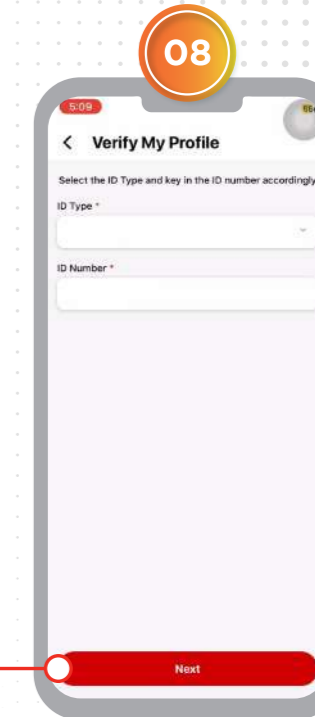 08
5:09
Verify My Profile
Select the ID Type and key in the ID number accordingly
ID Type *
ID Number *
Next